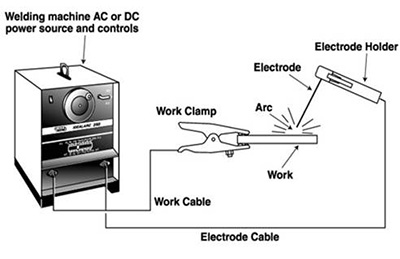 Welding machine AC or DC
power source and controls
Electrode Holder
Electrode
Work Clamp
Arc
Work
Work Cable
Electrode Cable